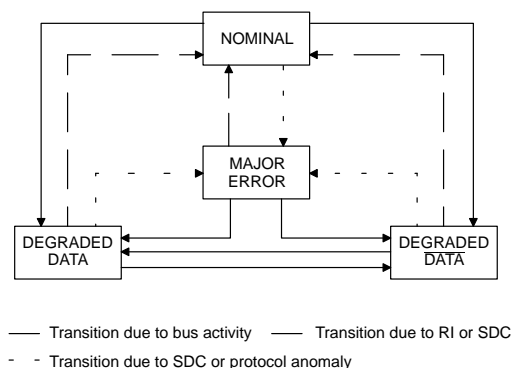 NOMINAL
MAJOR
ERROR
DEGRADED
DATA
DEGRADED
DATA
Transition due to bus activity
Transition due to RI or SDC
Transition due to SDC or protocol anomaly